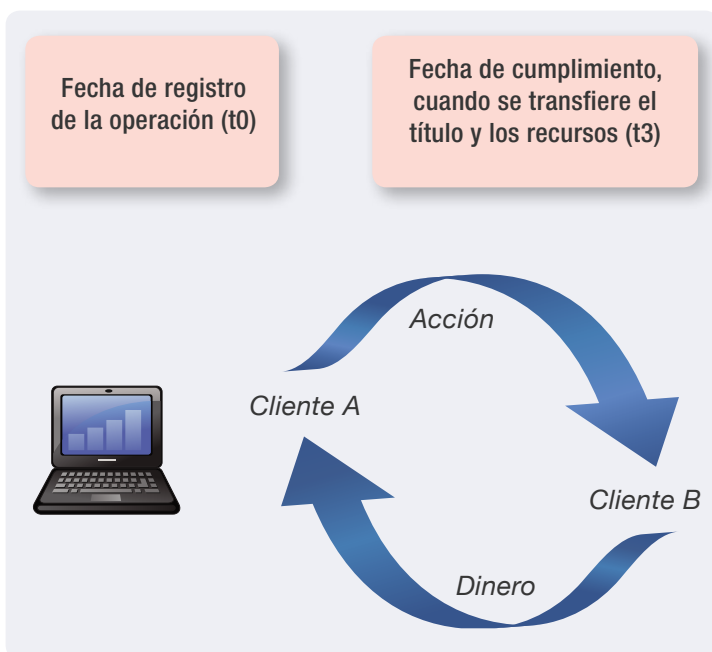 Fecha de registro
de la operación (t0)
Fecha de cumplimiento,
cuando se transfiere el
título y los recursos (t3)
Acción
Cliente A
Cliente B
Dinero